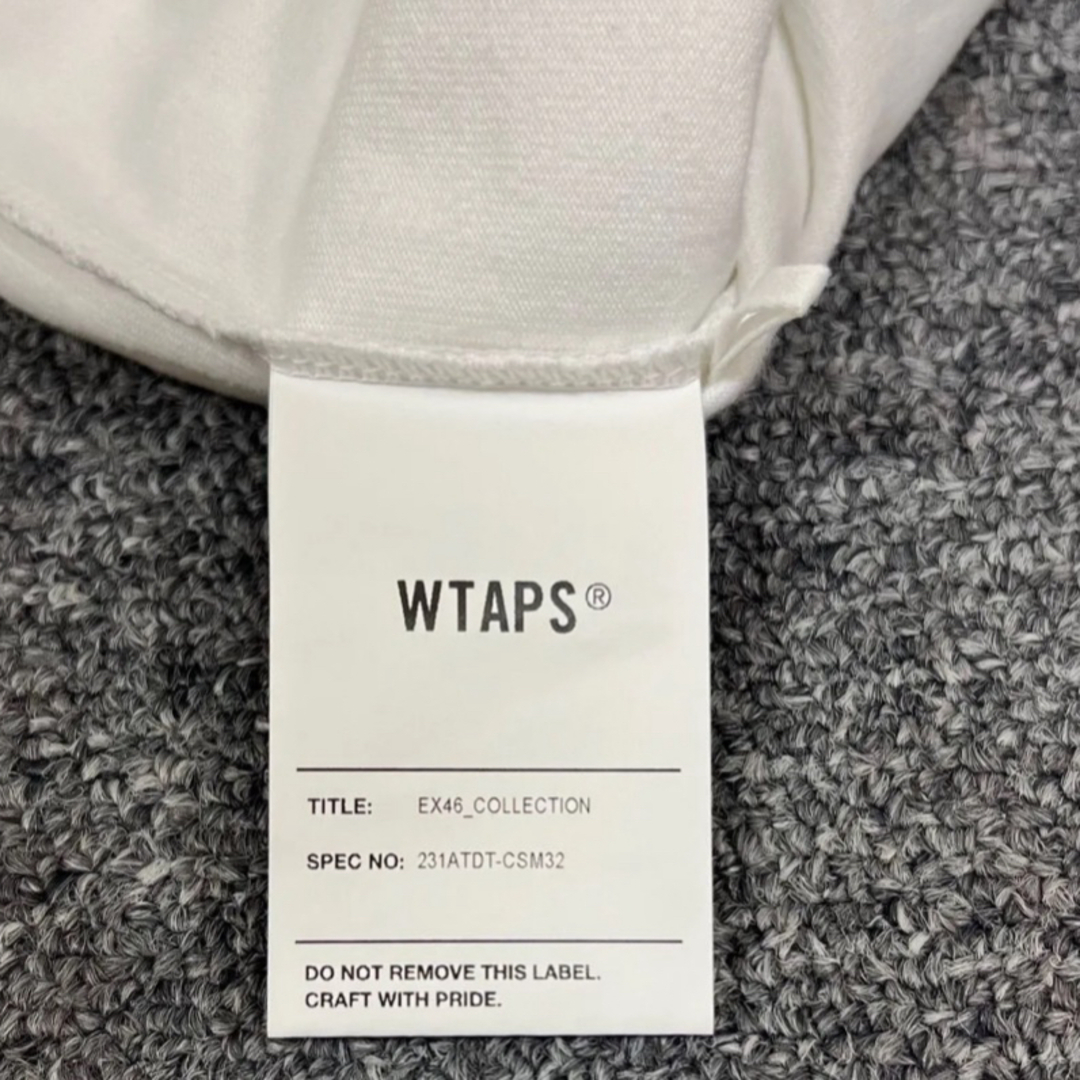 WTAPS®
TITLE: EX46_COLLECTION
SPEC NO: 231ATDT-CSM32
DO NOT REMOVE THIS LABEL.
CRAFT WITH PRIDE.